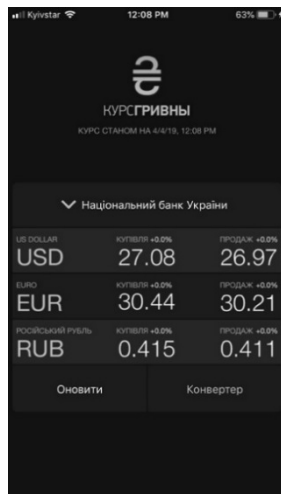 Kyivstar 12:08 PM 63%
₴
КУРСГРИВНЫ
КУРС СТАНОМ НА 4/4/19, 12:08 PM
Національний банк України
US DOLLAR КУПІВЛЯ +0.0% ПРОДАЖ +0.0%
USD 27.08 26.97
EURO КУПІВЛЯ +0.0% ПРОДАЖ +0.0%
EUR 30.44 30.21
РОСІЙСЬКИЙ РУБЛЬ КУПІВЛЯ +0.0% ПРОДАЖ +0.0%
RUB 0.415 0.411
Оновити Конвертер